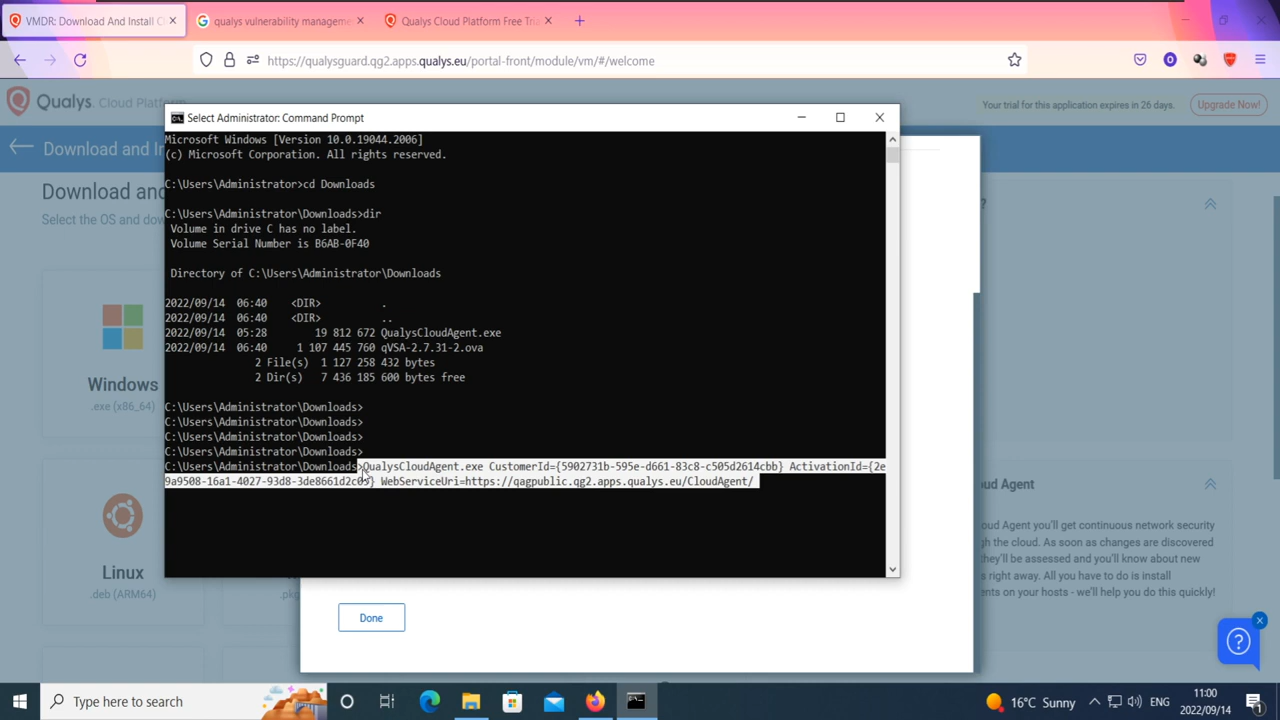 VMDR: Download And Install C
qualys vulnerability manageme
Qualys Cloud Platform Free Tria
https://qualysguard.qg2.apps.qualys.eu/portal-front/module/vm/#/welcome
Qualys. Cloud Platform
Your trial for this application expires in 26 days.
Upgrade Now!
Download and In
Download and
Select the OS and dow
Windows
.exe (x86_64)
Linux
.deb (ARM64)
.pkg
Select Administrator: Command Prompt
Microsoft Windows [Version 10.0.19044.2006]
(c) Microsoft Corporation. All rights reserved.
C:\Users\Administrator>cd Downloads
C:\Users\Administrator\Downloads>dir
Volume in drive C has no label.
Volume Serial Number is B6AB-0F40
Directory of C:\Users\Administrator\Downloads
2022/09/14 06:40 <DIR> .
2022/09/14 06:40 <DIR> ..
2022/09/14 05:28 19 812 672 QualysCloudAgent.exe
2022/09/14 06:40 1 107 445 760 qVSA-2.7.31-2.ova
2 File(s) 1 127 258 432 bytes
2 Dir(s) 7 436 185 600 bytes free
C:\Users\Administrator\Downloads>
C:\Users\Administrator\Downloads>
C:\Users\Administrator\Downloads>
C:\Users\Administrator\Downloads>
C:\Users\Administrator\Downloads>QualysCloudAgent.exe CustomerId={5902731b-595e-d661-83c8-c505d2614cbb} ActivationId={2e
WebServiceUri=https://qagpublic.qg2.apps.qualys.eu/CloudAgent/
?
oud Agent
oud Agent you'll get continuous network security
gh the cloud. As soon as changes are discovered
they'll be assessed and you'll know about new
s right away. All you have to do is install
ents on your hosts - we'll help you do this quickly!
Done
Type here to search
16°C Sunny
ENG
11:00
2022/09/14
1